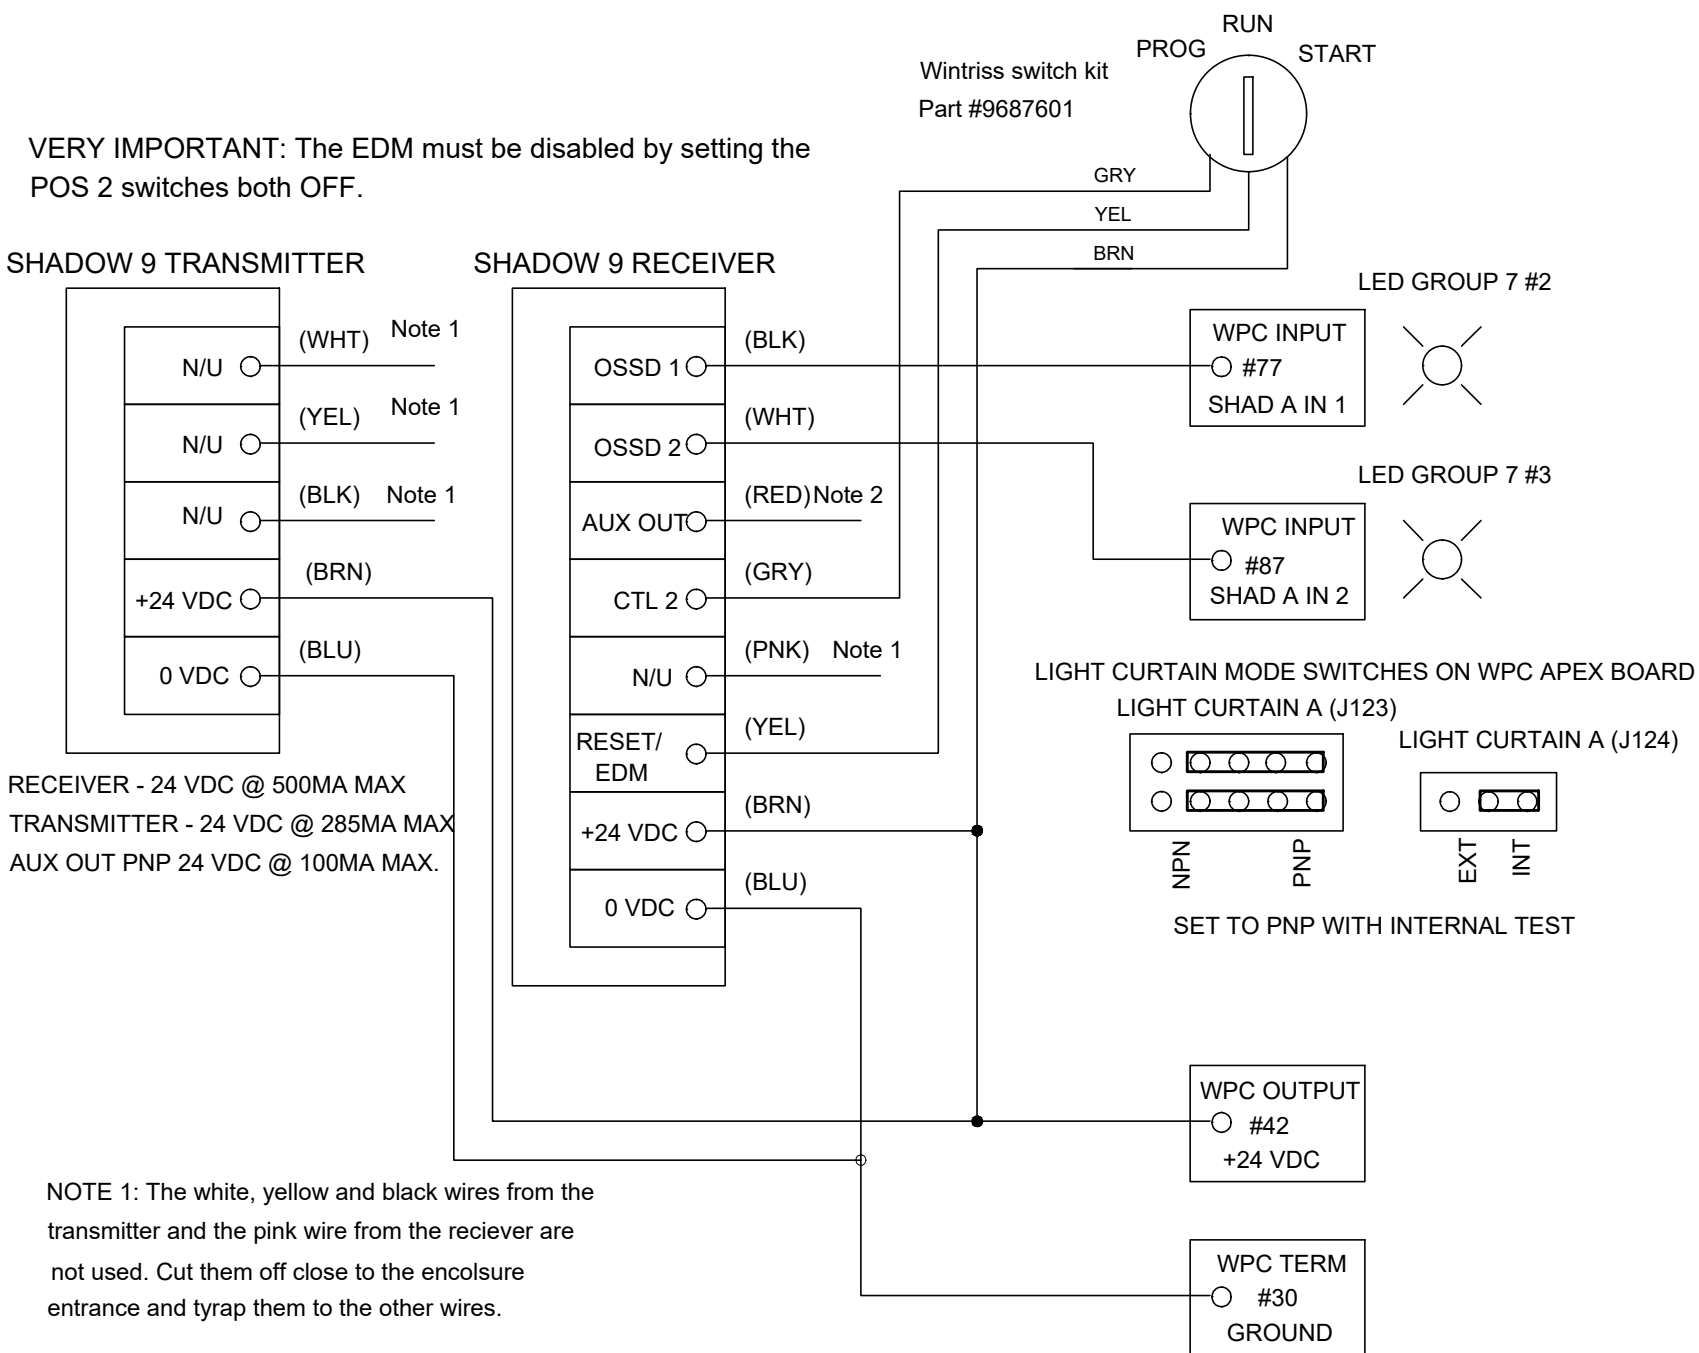 RUN
PROG
START
Wintriss switch kit
Part #9687601
VERY IMPORTANT: The EDM must be disabled by setting the
POS 2 switches both OFF.
GRY
YEL
BRN
SHADOW 9 TRANSMITTER
N/U
(WHT)
Note 1
N/U
(YEL)
Note 1
N/U
(BLK)
Note 1
+24 VDC
(BRN)
0 VDC
(BLU)
RECEIVER - 24 VDC @ 500MA MAX
TRANSMITTER - 24 VDC @ 285MA MAX
AUX OUT PNP 24 VDC @ 100MA MAX.
SHADOW 9 RECEIVER
OSSD 1
(BLK)
OSSD 2
(WHT)
AUX OUT
(RED)
Note 2
CTL 2
(GRY)
N/U
(PNK)
Note 1
RESET/
EDM
(YEL)
+24 VDC
(BRN)
0 VDC
(BLU)
LED GROUP 7 #2
WPC INPUT
#77
SHAD A IN 1
LED GROUP 7 #3
WPC INPUT
#87
SHAD A IN 2
LIGHT CURTAIN MODE SWITCHES ON WPC APEX BOARD
LIGHT CURTAIN A (J123)
LIGHT CURTAIN A (J124)
NPN
PNP
EXT
INT
SET TO PNP WITH INTERNAL TEST
WPC OUTPUT
#42
+24 VDC
WPC TERM
#30
GROUND
NOTE 1: The white, yellow and black wires from the
transmitter and the pink wire from the reciever are
not used. Cut them off close to the encolsure
entrance and tyrap them to the other wires.